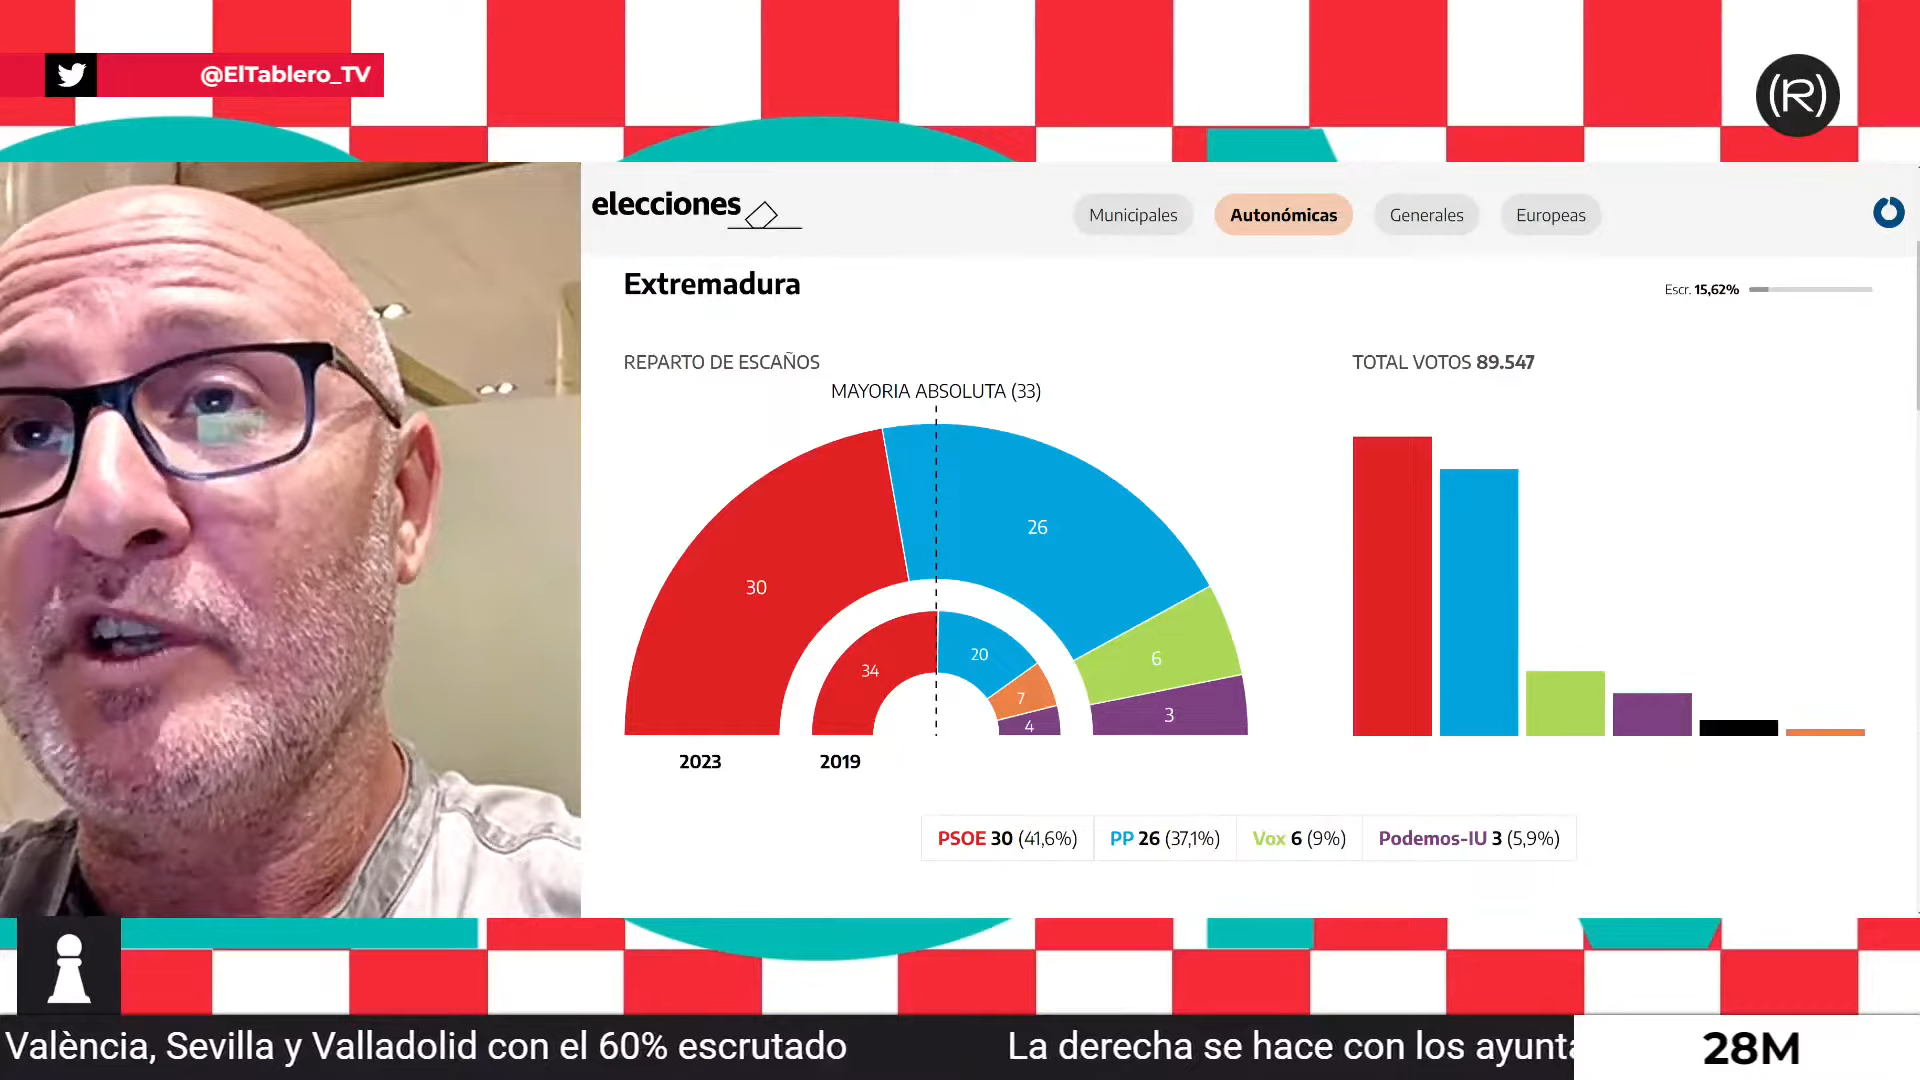 @ElTablero_TV
(R)
elecciones
Municipales
Autonómicas
Generales
Europeas
Extremadura
Escr. 15,62%
REPARTO DE ESCAÑOS
TOTAL VOTOS 89.547
MAYORIA ABSOLUTA (33)
30
26
6
3
34
20
7
4
2023
2019
PSOE 30 (41,6%)
PP 26 (37,1%)
Vox 6 (9%)
Podemos-IU 3 (5,9%)
València, Sevilla y Valladolid con el 60% escrutado
La derecha se hace con los ayunta
28M